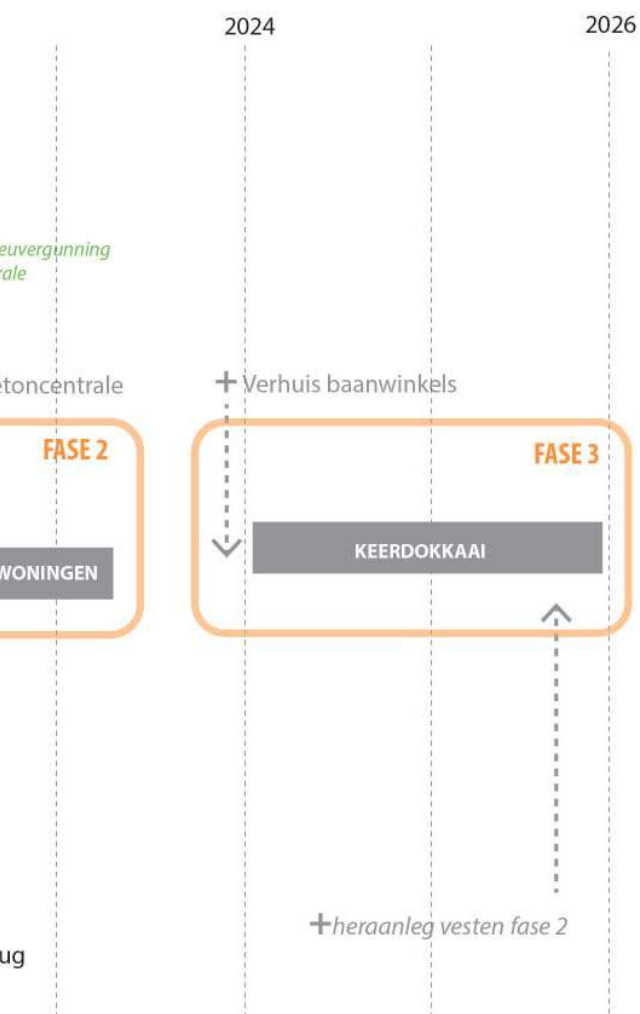 2024
2026
euvergunning
rale
etoncentrale
+ Verhuis baanwinkels
FASE 2
FASE 3
WONINGEN
KEERDOKKAAI
+heraanleg vesten fase 2
ug